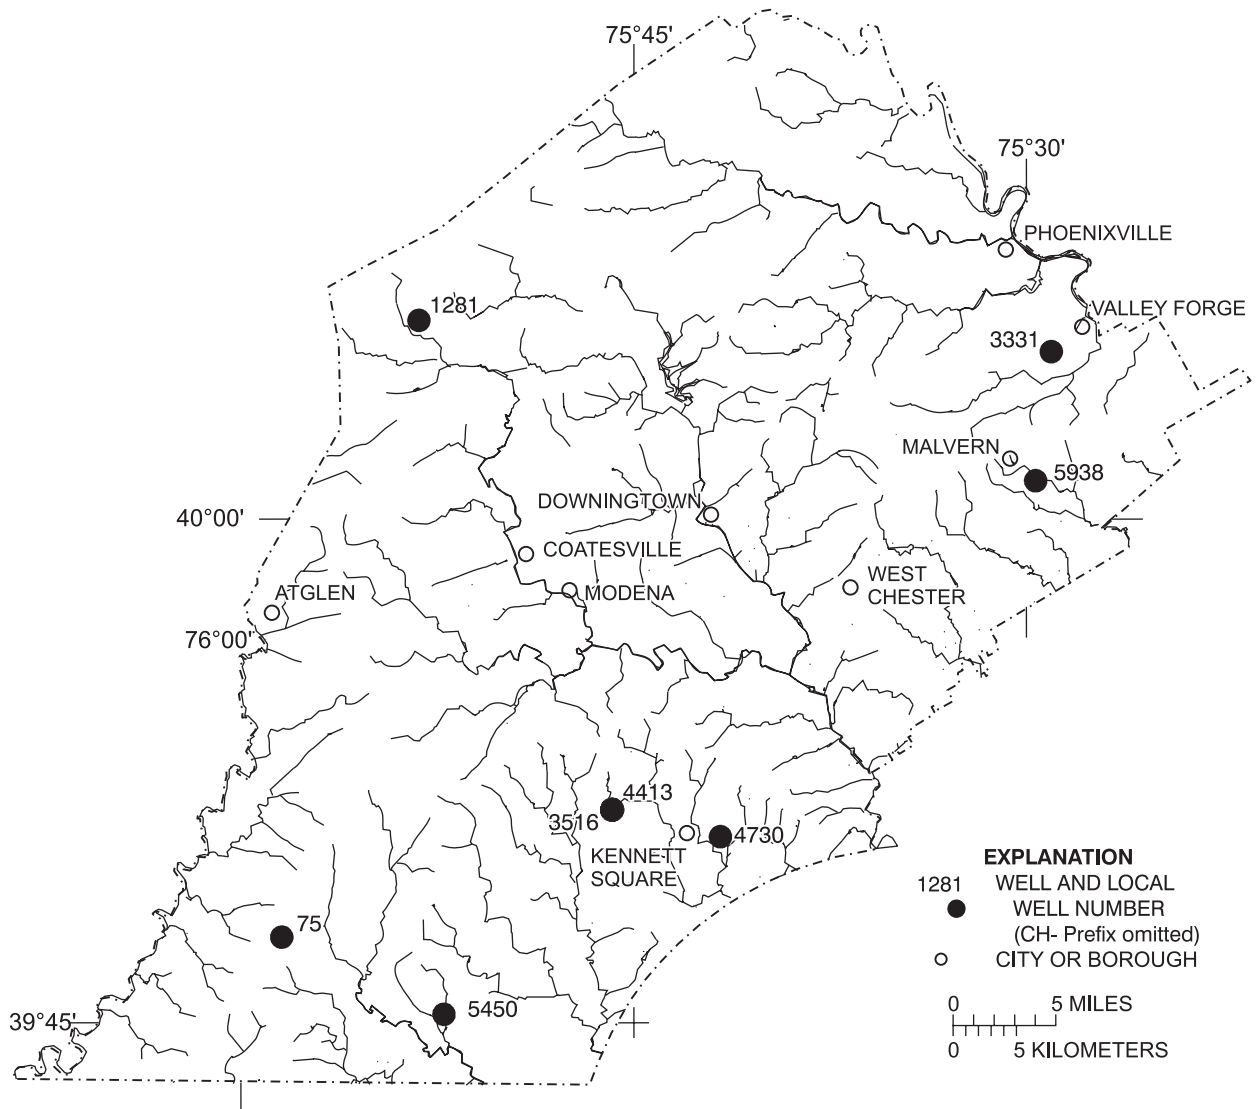 75°45'
75°30'
PHOENIXVILLE
1281
VALLEY FORGE
3331
MALVERN
5938
DOWNINGTOWN
40°00'
COATESVILLE
WEST
CHESTER
ATGLEN
MODENA
76°00'
4413
3516
4730
KENNETT
SQUARE
EXPLANATION
1281 WELL AND LOCAL
WELL NUMBER
(CH- Prefix omitted)
CITY OR BOROUGH
75
5450
39°45'
0 5 MILES
0 5 KILOMETERS